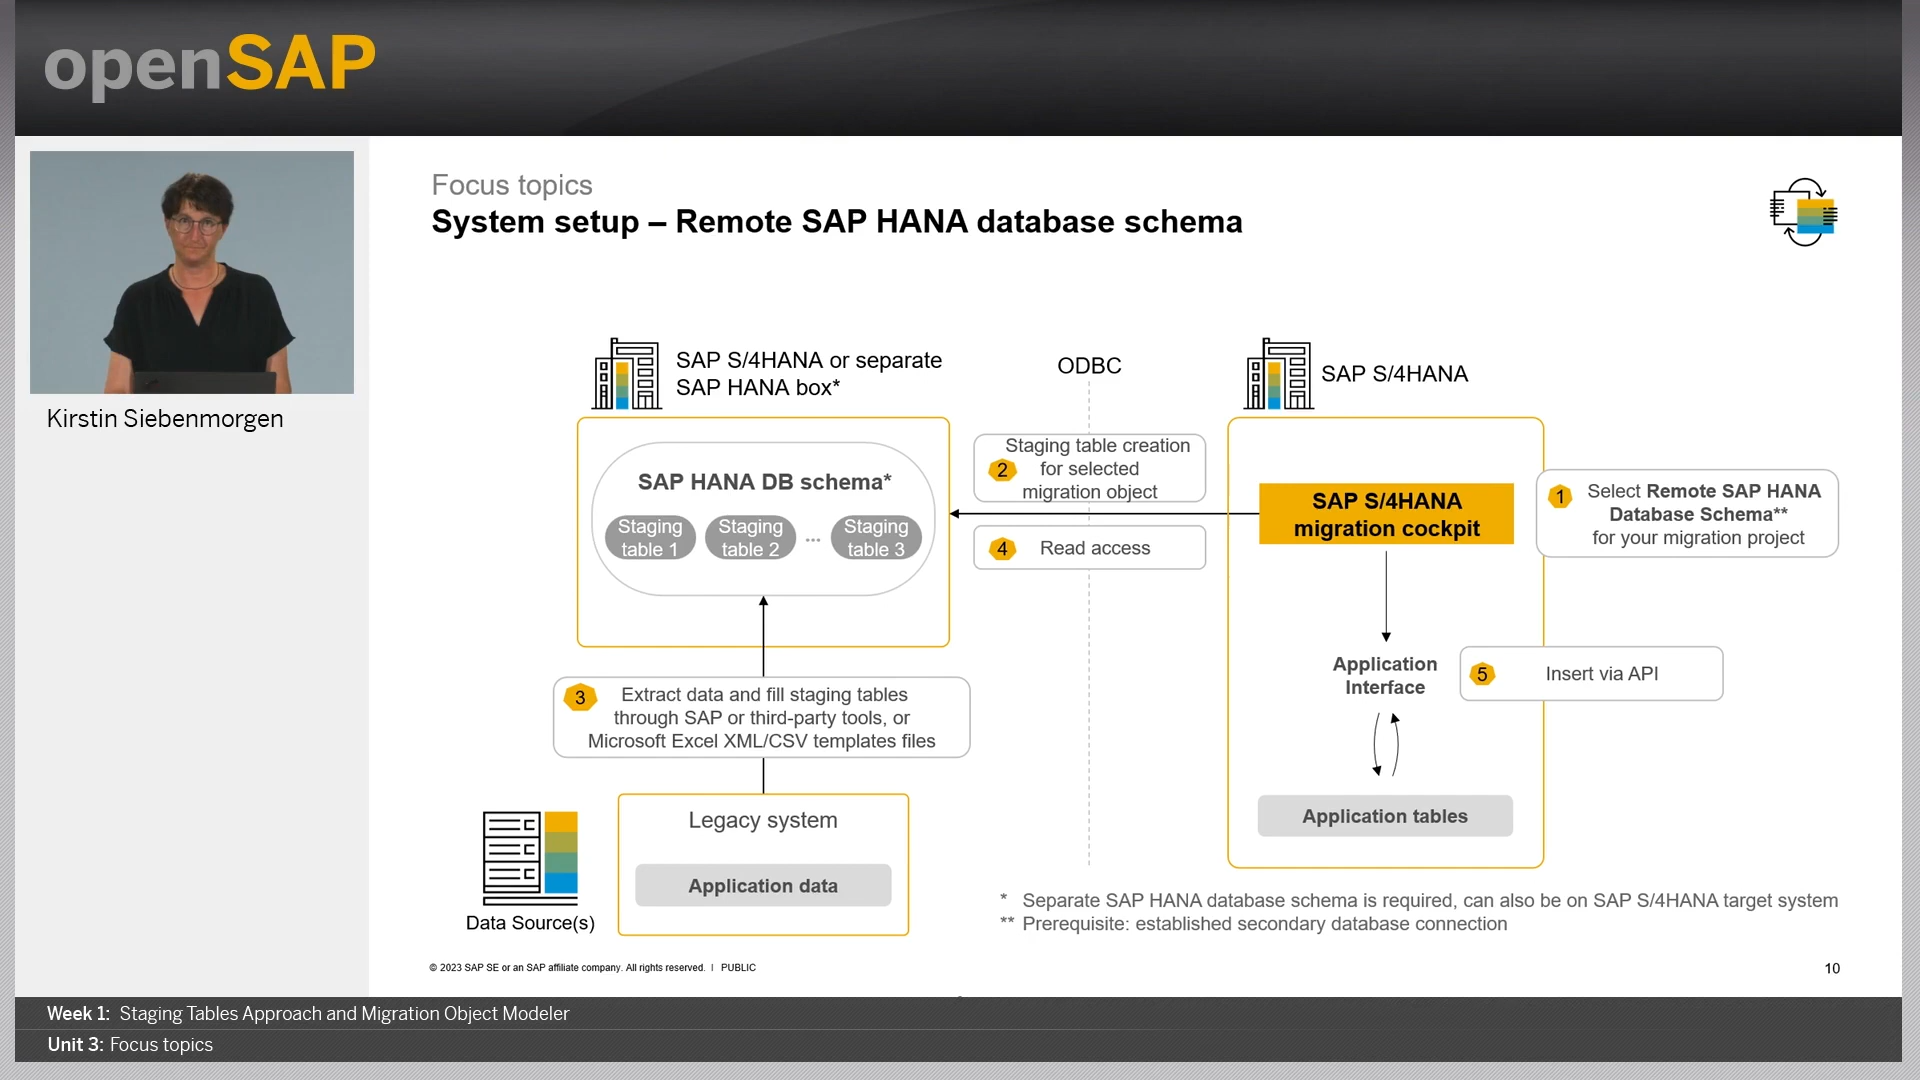 openSAP
Kirstin Siebenmorgen
Focus topics
System setup – Remote SAP HANA database schema
SAP S/4HANA or separate
SAP HANA box*
ODBC
SAP S/4HANA
SAP HANA DB schema*
Staging
table 1
Staging
table 2
...
Staging
table 3
2
Staging table creation
for selected
migration object
4
Read access
SAP S/4HANA
migration cockpit
1
Select Remote SAP HANA
Database Schema**
for your migration project
3
Extract data and fill staging tables
through SAP or third-party tools, or
Microsoft Excel XML/CSV templates files
Application
Interface
5
Insert via API
Application tables
Legacy system
Application data
Data Source(s)
* Separate SAP HANA database schema is required, can also be on SAP S/4HANA target system
** Prerequisite: established secondary database connection
© 2023 SAP SE or an SAP affiliate company. All rights reserved. I PUBLIC
10
Week 1: Staging Tables Approach and Migration Object Modeler
Unit 3: Focus topics